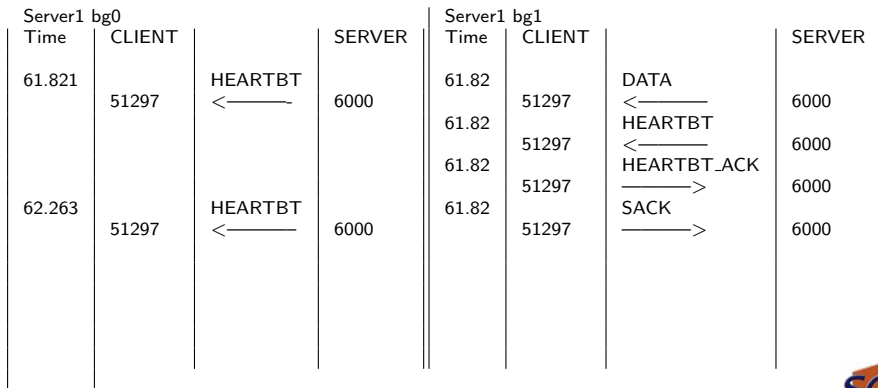 Server1 bg0 Server1 bg1
Time CLIENT SERVER Time CLIENT SERVER
61.821 HEARTBT 61.82 DATA
51297 <———- 6000 51297 <———— 6000
61.82 HEARTBT
51297 <———— 6000
61.82 HEARTBT_ACK
51297 ————> 6000
62.263 HEARTBT 61.82 SACK
51297 <———– 6000 51297 ————> 6000